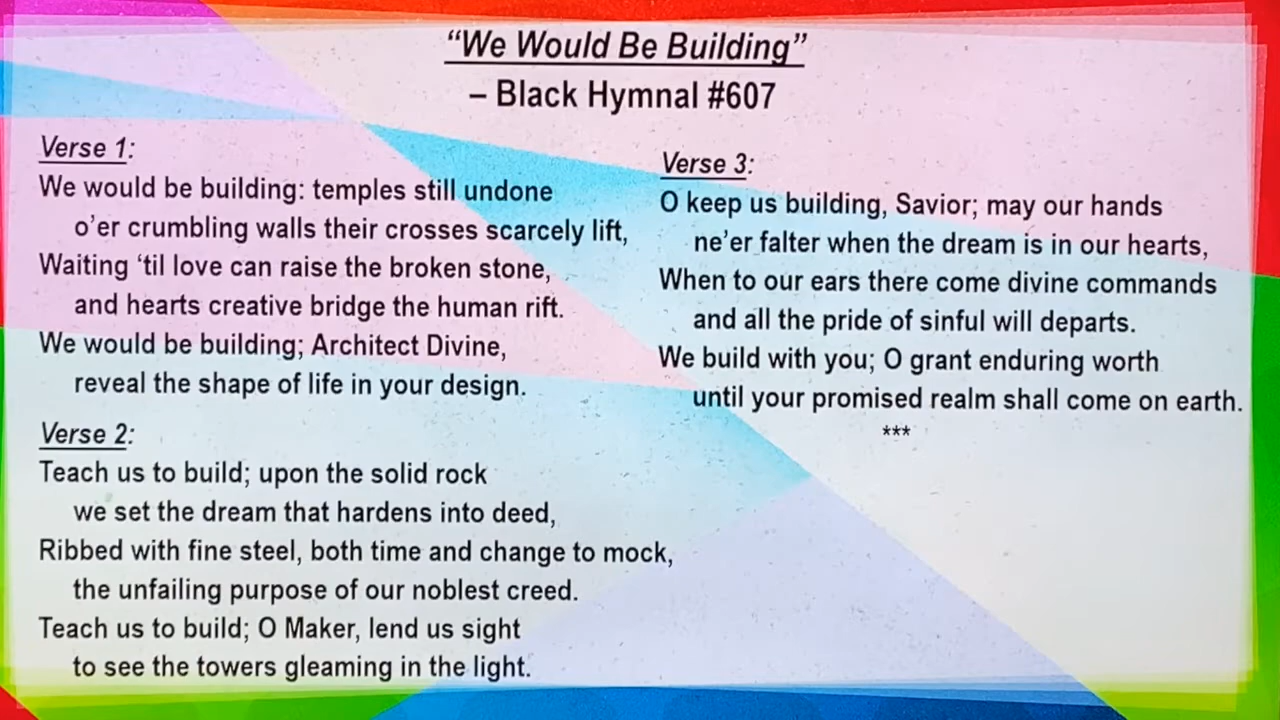 “We Would Be Building”
– Black Hymnal #607
Verse 1:
We would be building: temples still undone
o’er crumbling walls their crosses scarcely lift,
Waiting ‘til love can raise the broken stone,
and hearts creative bridge the human rift.
We would be building; Architect Divine,
reveal the shape of life in your design.
Verse 2:
Teach us to build; upon the solid rock
we set the dream that hardens into deed,
Ribbed with fine steel, both time and change to mock,
the unfailing purpose of our noblest creed.
Teach us to build; O Maker, lend us sight
to see the towers gleaming in the light.
Verse 3:
O keep us building, Savior; may our hands
ne’er falter when the dream is in our hearts,
When to our ears there come divine commands
and all the pride of sinful will departs.
We build with you; O grant enduring worth
until your promised realm shall come on earth.
***